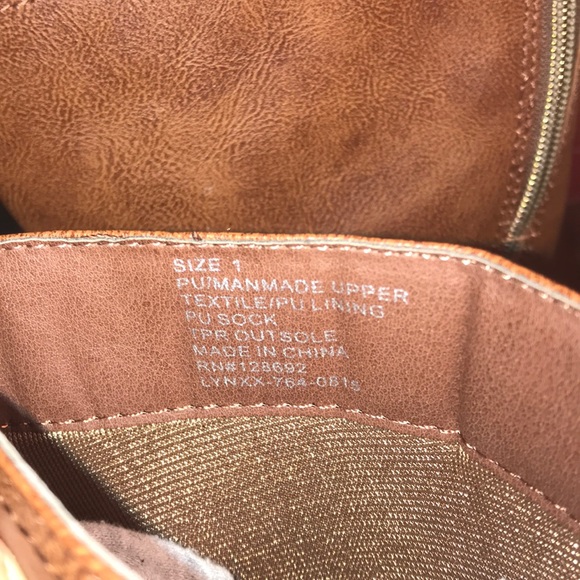 SIZE 1
PU/MANMADE UPPER
TEXTILE/PU LINING
PU SOCK
TPR OUTSOLE
MADE IN CHINA
RN#128692
LYNXX-764-081s